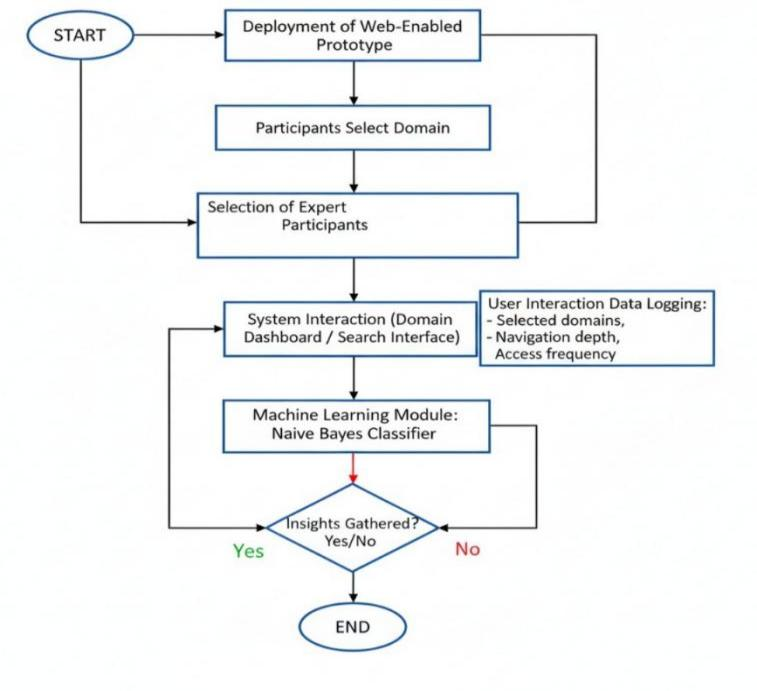 START
Deployment of Web-Enabled
Prototype
Participants Select Domain
Selection of Expert
Participants
System Interaction (Domain
Dashboard / Search Interface)
User Interaction Data Logging:
- Selected domains,
- Navigation depth,
Access frequency
Machine Learning Module:
Naive Bayes Classifier
Insights Gathered?
Yes/No
Yes
No
END